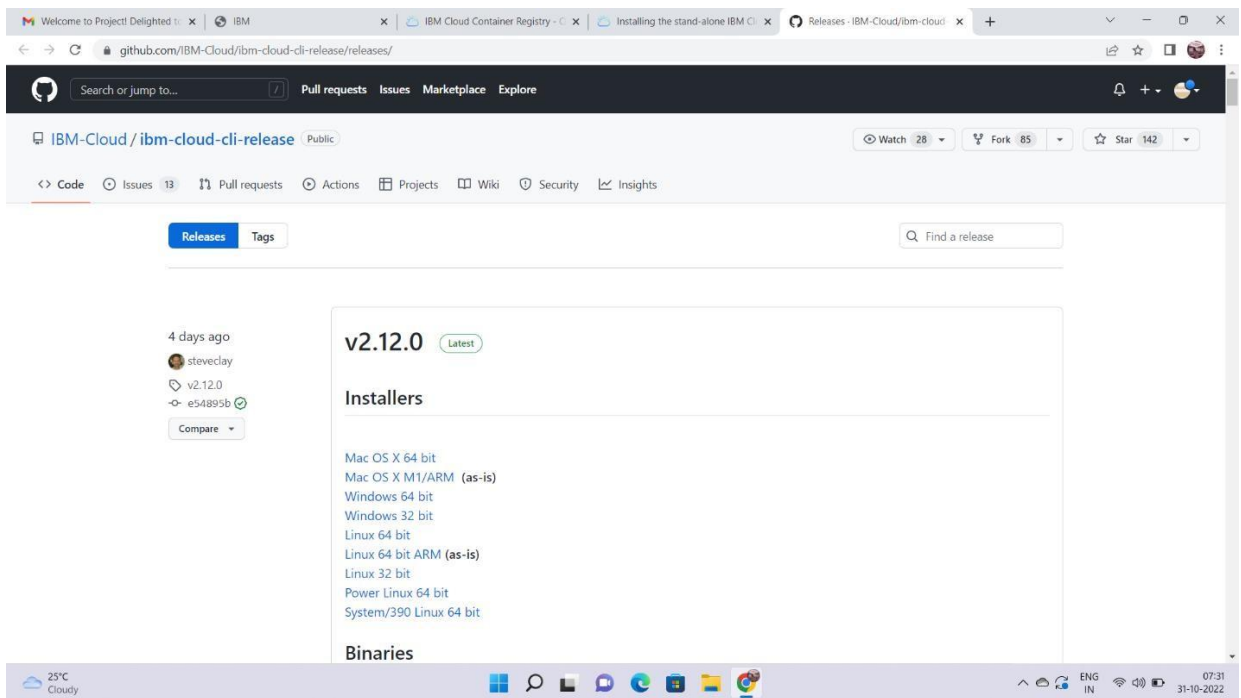 Welcome to Project! Delighted t
IBM
IBM Cloud Container Registry - 
Installing the stand-alone IBM Cl
Releases · IBM-Cloud/ibm-cloud
github.com/IBM-Cloud/ibm-cloud-cli-release/releases/
Search or jump to...
/
Pull requests
Issues
Marketplace
Explore
IBM-Cloud / ibm-cloud-cli-release
Public
Watch 28
Fork 85
Star 142
<> Code
Issues 13
Pull requests
Actions
Projects
Wiki
Security
Insights
Releases
Tags
Find a release
4 days ago
steveclay
v2.12.0
e54895b
Compare
v2.12.0
Latest
Installers
Mac OS X 64 bit
Mac OS X M1/ARM (as-is)
Windows 64 bit
Windows 32 bit
Linux 64 bit
Linux 64 bit ARM (as-is)
Linux 32 bit
Power Linux 64 bit
System/390 Linux 64 bit
Binaries
25°C
Cloudy
ENG
IN
07:31
31-10-2022